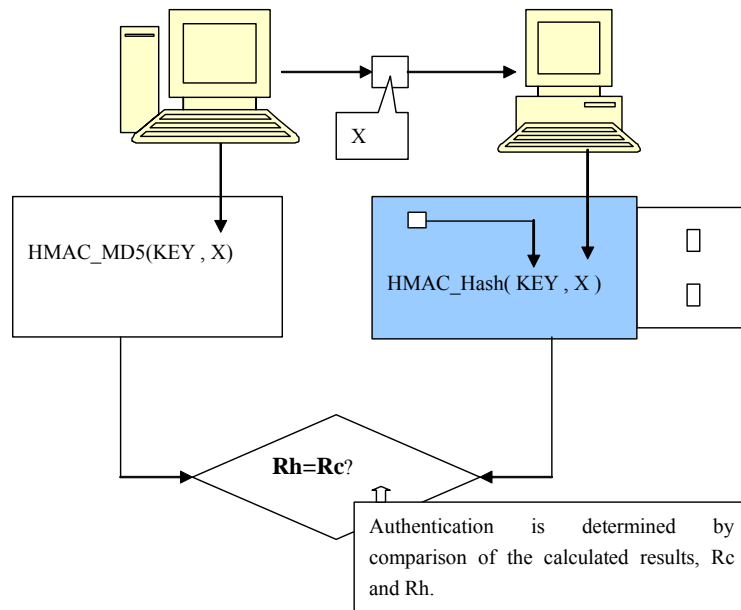 X
HMAC_MD5(KEY , X)
HMAC_Hash( KEY , X )
Rh=Rc?
Authentication is determined by
comparison of the calculated results, Rc
and Rh.